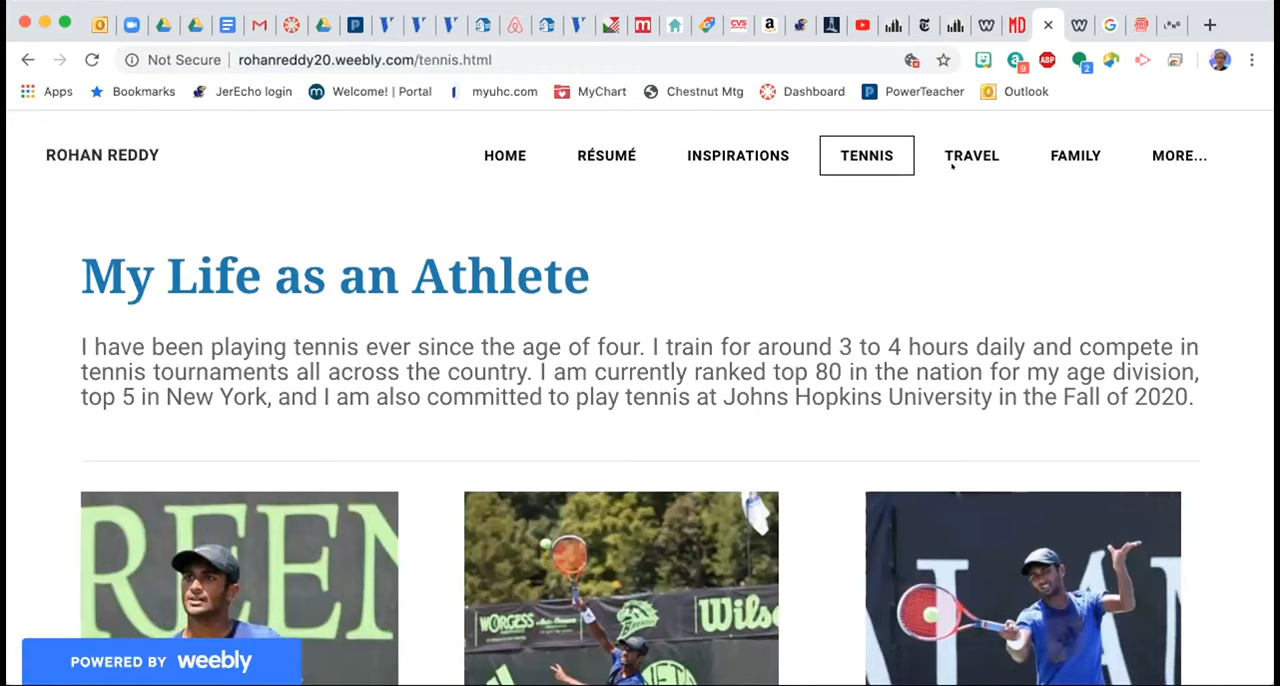 Not Secure | rohanreddy20.weebly.com/tennis.html
Apps Bookmarks JerEcho login Welcome! | Portal myuhc.com MyChart Chestnut Mtg Dashboard PowerTeacher Outlook
ROHAN REDDY HOME RÉSUMÉ INSPIRATIONS TENNIS TRAVEL FAMILY MORE...
My Life as an Athlete
I have been playing tennis ever since the age of four. I train for around 3 to 4 hours daily and compete in
tennis tournaments all across the country. I am currently ranked top 80 in the nation for my age division,
top 5 in New York, and I am also committed to play tennis at Johns Hopkins University in the Fall of 2020.
REEN
WORGESS
Wilso
POWERED BY weebly